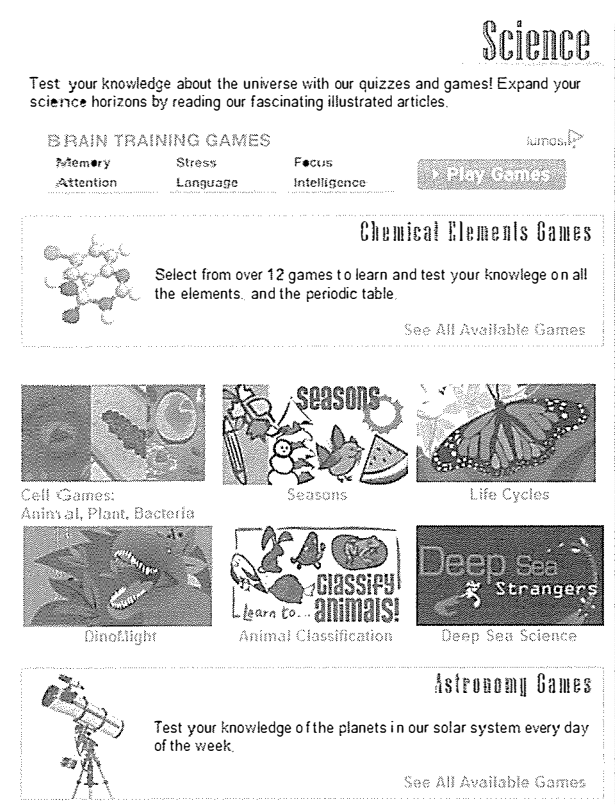 Science
Test your knowledge about the universe with our quizzes and games! Expand your
science horizons by reading our fascinating illustrated articles.
BRAIN TRAINING GAMES
lumos
Memory Stress Focus
Attention Language Intelligence
Play Games
Chemical Elements Games
Select from over 12 games to learn and test your knowlege on all
the elements. and the periodic table.
See All Available Games
seasons
Cell Games:
Animal, Plant, Bacteria
Seasons
Life Cycles
classify
Learn to... animals!
Deep Sea
Strangers
Dino
Animal Classification
Deep Sea Science
Astronomy Games
Test your knowledge of the planets in our solar system every day
of the week.
See All Available Games